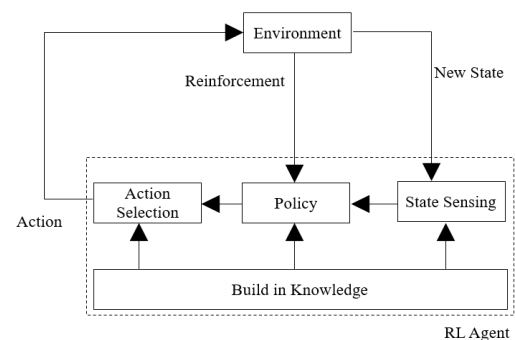 Environment
Reinforcement
New State
Action
Selection
Policy
State Sensing
Action
Build in Knowledge
RL Agent